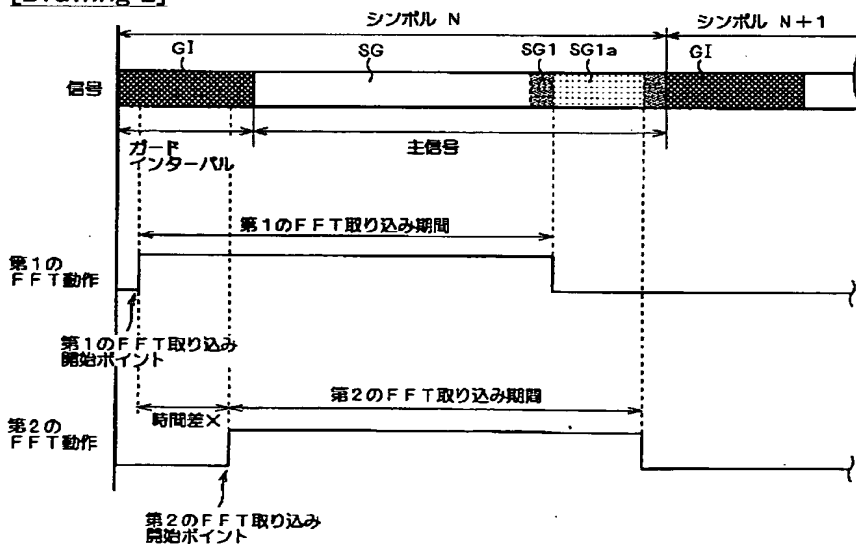 [Drawing 2]
シンボル N
シンボル N+1
GI
SG
SG1
SG1a
GI
信号
ガード
インターバル
主信号
第1のFFT取り込み期間
第1の
FFT動作
第1のFFT取り込み
開始ポイント
第2のFFT取り込み期間
時間差X
第2の
FFT動作
第2のFFT取り込み
開始ポイント